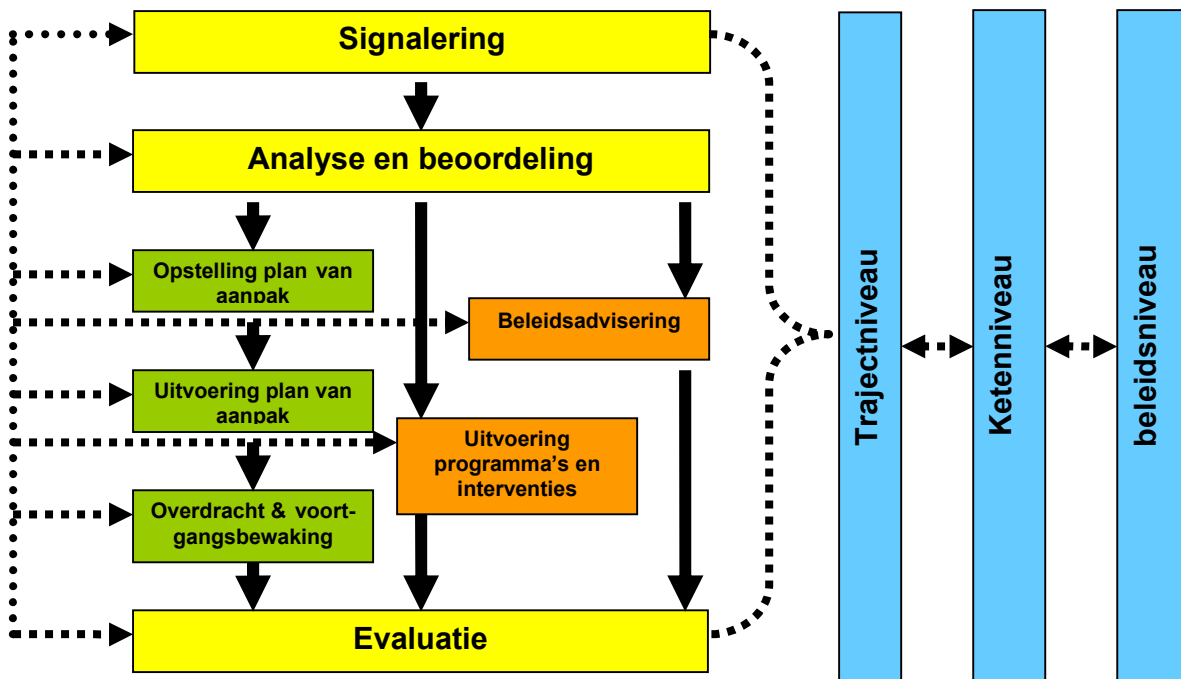 Signalering
Analyse en beoordeling
Opstelling plan van
aanpak
Beleidsadvisering
Uitvoering plan van
aanpak
Uitvoering
programma’s en
interventies
Overdracht & voort-
gangsbewaking
Evaluatie
Trajectniveau
Ketenniveau
beleidsniveau